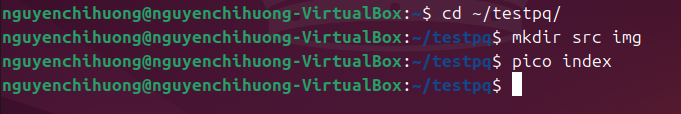 nguyenchihuong@nguyenchihuong-VirtualBox:~$ cd ~/testpq/
nguyenchihuong@nguyenchihuong-VirtualBox:~/testpq$ mkdir src img
nguyenchihuong@nguyenchihuong-VirtualBox:~/testpq$ pico index
nguyenchihuong@nguyenchihuong-VirtualBox:~/testpq$